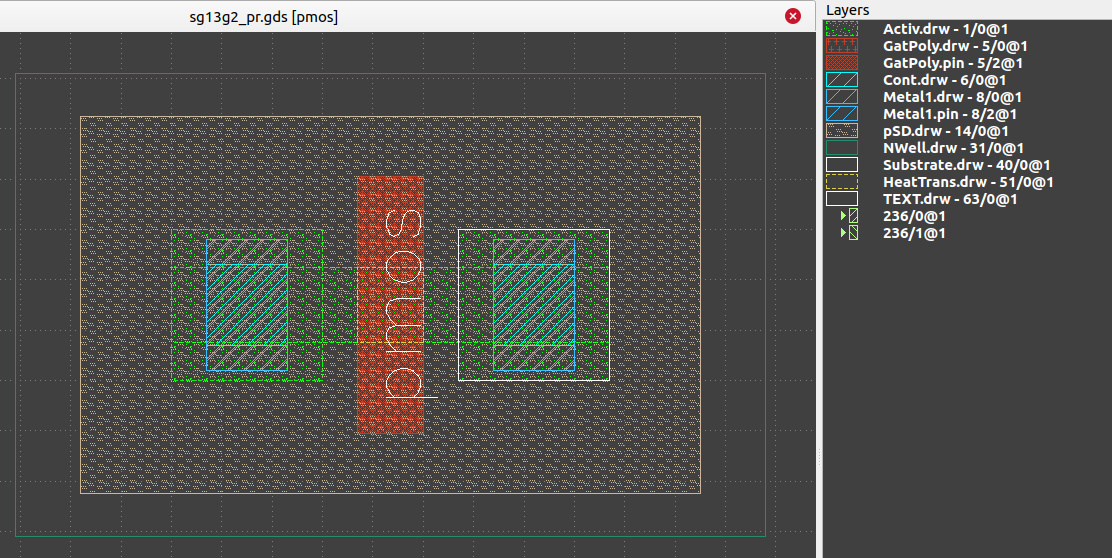 sg13g2_pr.gds [pmos]
pmos
Layers
Activ.drw - 1/0@1
GatPoly.drw - 5/0@1
GatPoly.pin - 5/2@1
Cont.drw - 6/0@1
Metal1.drw - 8/0@1
Metal1.pin - 8/2@1
pSD.drw - 14/0@1
NWell.drw - 31/0@1
Substrate.drw - 40/0@1
HeatTrans.drw - 51/0@1
TEXT.drw - 63/0@1
236/0@1
236/1@1